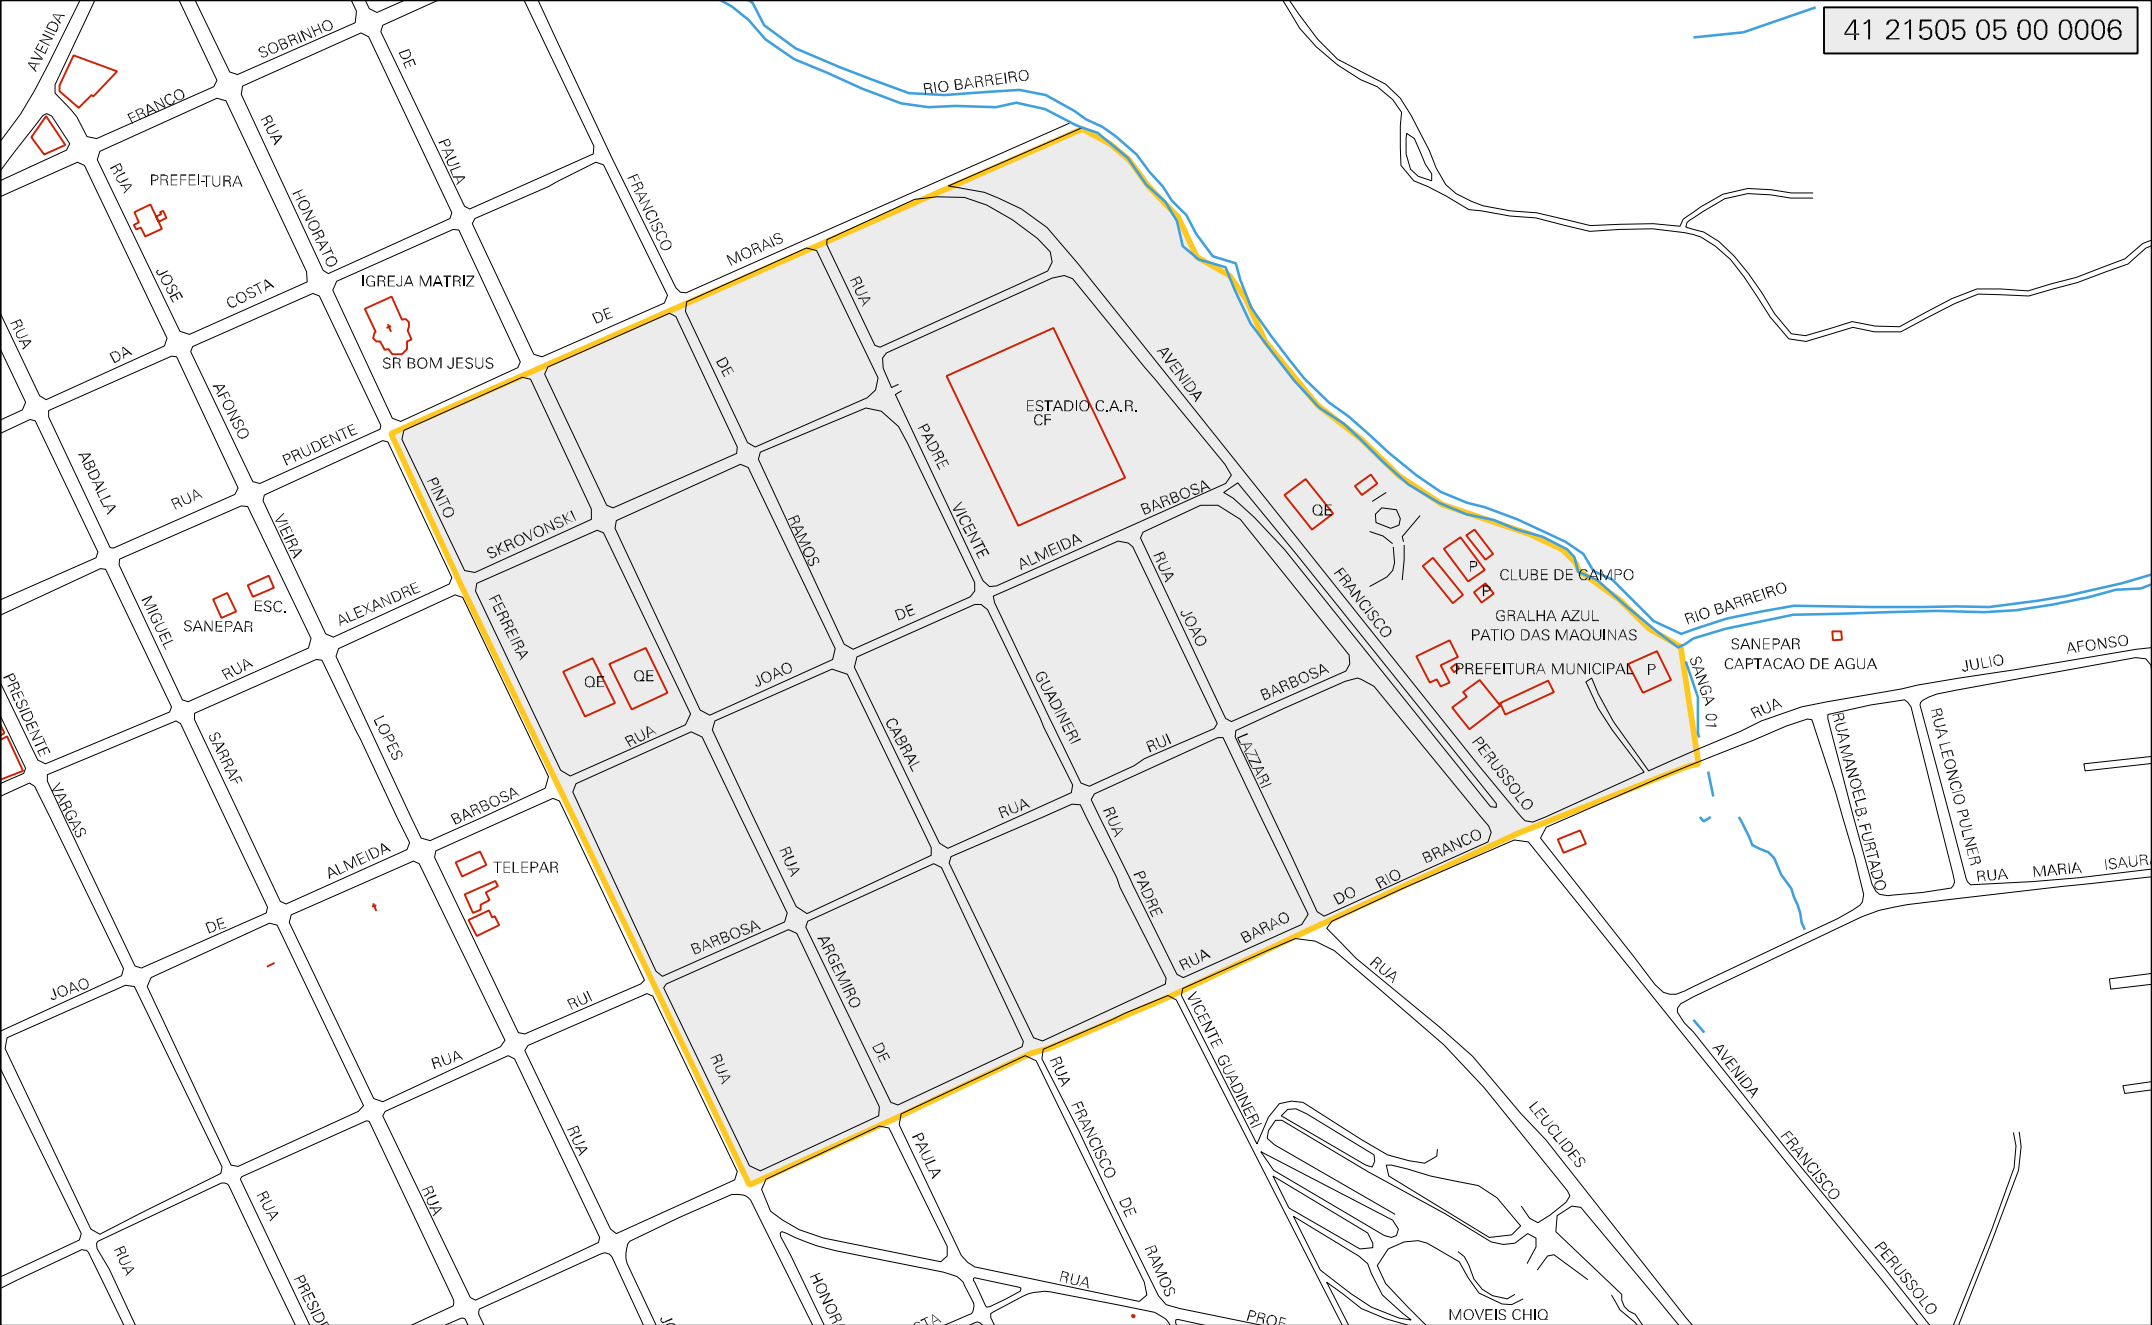 41 21505 05 00 0006
AVENIDA
SOBRINHO
DE
FRANCO
RIO BARREIRO
RUA
PAULA
RUA
PREFEI-TURA
HONORATO
FRANCISCO
MORAIS
JOSE
COSTA
IGREJA MATRIZ
RUA
DE
RUA
DA
SR BOM JESUS
DE
AVENIDA
AFONSO
ESTADIO C.A.R.
CF
PRUDENTE
PADRE
ABDALLA
RUA
PINTO
BARBOSA
QE
VIEIRA
SKROVONSKI
RAMOS
VICENTE
ALMEIDA
RUA
P
CLUBE DE CAMPO
A
FRANCISCO
ESC.
ALEXANDRE
SANEPAR
MIGUEL
FERREIRA
DE
JOAO
RIO BARREIRO
GRALHA AZUL
PATIO DAS MAQUINAS
SANEPAR
CAPTACAO DE AGUA
JULIO
AFONSO
PREFEITURA MUNICIPAL
P
SANGA 01
RUA
QE
QE
JOAO
BARBOSA
GUADINERI
PRESIDENTE
LOPES
RUA
CABRAL
RUI
RUA
SARRAF
LAZZARI
PERUSSOLO
RUA MANOEL B. FURTADO
RUA LEONCIO PULNER
VARGAS
BARBOSA
RUA
RUA
ALMEIDA
TELEPAR
RUA
BRANCO
RIO
DO
RUA
MARIA
ISAURA
PADRE
DE
BARBOSA
BARAO
RUA
ARGEMIRO
RUA
JOAO
RUI
VICENTE GUADINERI
RUA
DE
RUA
RUA
AVENIDA
RUA
FRANCISCO
LEUCLIDES
PAULA
FRANCISCO
RUA
RUA
DE
RUA
RAMOS
RUA
PERUSSOLO
PRESIDE
HONOR
PROF
MOVEIS CHIQ